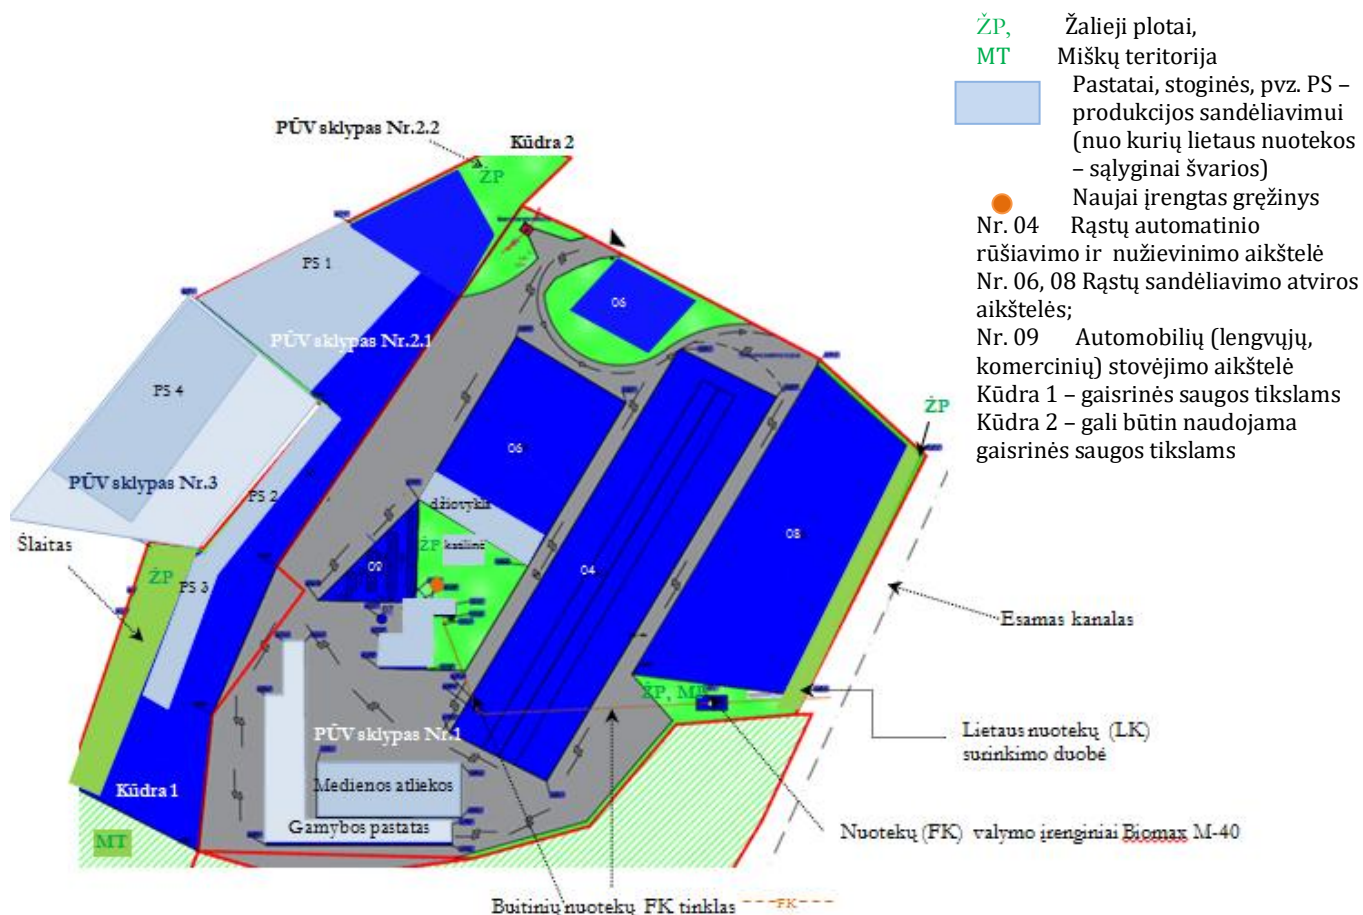 ŽP, Žalieji plotai,
MT Miškų teritorija
Pastatai, stoginės, pvz. PS –
produkcijos sandėliavimui
(nuo kurių lietaus nuotekos
– sąlyginai švarios)
Naujai įrengtas gręžinys
Nr. 04 Rąstų automatinio
rūšiavimo ir nužievinimo aikštelė
Nr. 06, 08 Rąstų sandėliavimo atviros
aikštelės;
Nr. 09 Automobilių (lengvųjų,
komercinių) stovėjimo aikštelė
Kūdra 1 – gaisrinės saugos tikslams
Kūdra 2 – gali būtin naudojama
gaisrinės saugos tikslams
PŪV sklypas Nr.2.2
Kūdra 2
ŽP
PS 1
06
PŪV sklypas Nr.2.1
PS 4
ŽP
06
PŪV sklypas Nr.3
PS 2
džiovykla
08
Šlaitas
ŽP
katilinė
09
04
ŽP
PS 3
07
Esamas kanalas
ŽP, MP
PŪV sklypas Nr.1
Lietaus nuotekų (LK)
surinkimo duobė
Medienos atliekos
Kūdra 1
Gamybos pastatas
Nuotekų (FK) valymo įrenginiai Biomax M-40
MT
Buitinių nuotekų FK tinklas
FK